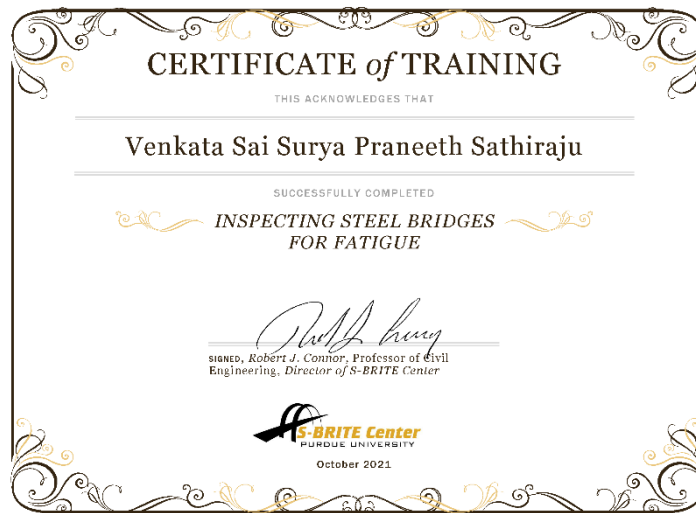 CERTIFICATE of TRAINING
THIS ACKNOWLEDGES THAT
Venkata Sai Surya Praneeth Sathiraju
SUCCESSFULLY COMPLETED
INSPECTING STEEL BRIDGES
FOR FATIGUE
SIGNED, Robert J. Connor, Professor of Civil
Engineering, Director of S-BRITE Center
S-BRITE Center
PURDUE UNIVERSITY
October 2021